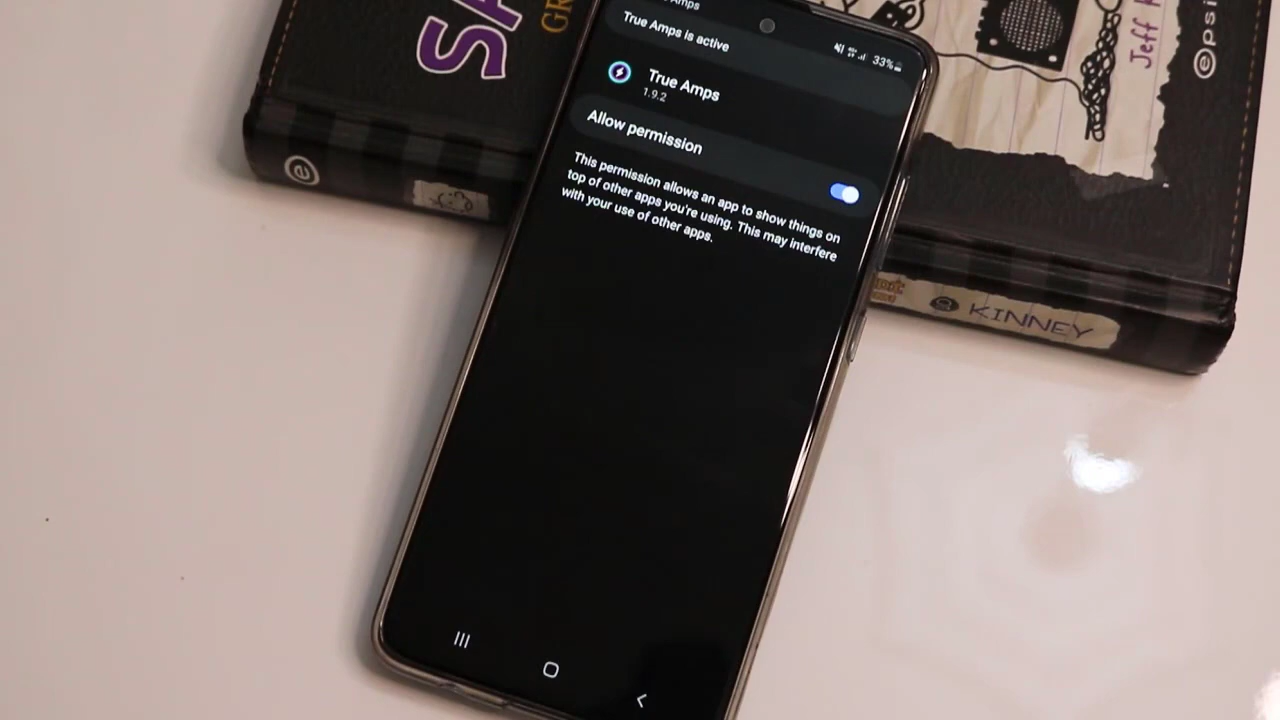 Amps
True Amps is active
33%
True Amps
1.9.2
Allow permission
This permission allows an app to show things on
top of other apps you're using. This may interfere
with your use of other apps.
Jeff
epsi
KINNEY